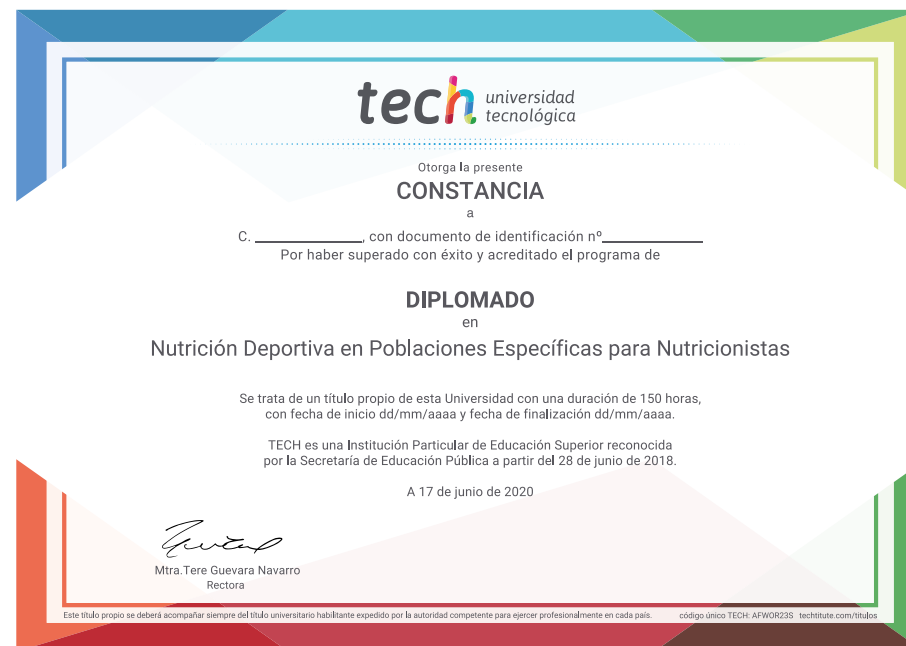 tech universidad
tecnológica
Otorga la presente
CONSTANCIA
a
C. ______________, con documento de identificación nº_____________
Por haber superado con éxito y acreditado el programa de
DIPLOMADO
en
Nutrición Deportiva en Poblaciones Específicas para Nutricionistas
Se trata de un título propio de esta Universidad con una duración de 150 horas,
con fecha de inicio dd/mm/aaaa y fecha de finalización dd/mm/aaaa.
TECH es una Institución Particular de Educación Superior reconocida
por la Secretaría de Educación Pública a partir del 28 de junio de 2018.
A 17 de junio de 2020
Mtra.Tere Guevara Navarro
Rectora
Este título propio se deberá acompañar siempre del título universitario habilitante expedido por la autoridad competente para ejercer profesionalmente en cada país. código único TECH: AFWOR23S techtitute.com/titulos